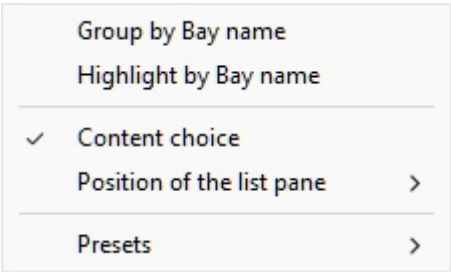 Group by Bay name
Highlight by Bay name
Content choice
Position of the list pane
Presets